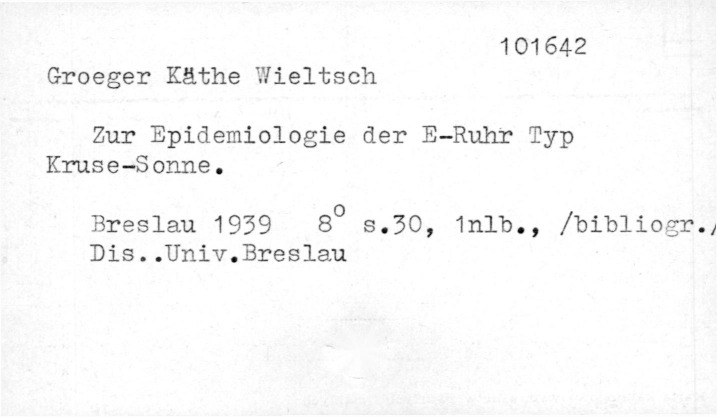 101642
Groeger Käthe Wieltsch
Zur Epidemiologie der E-Ruhr Typ
Kruse-Sonne.
Breslau 1939 8⁰ s.30, 1nlb., /bibliogr./
Dis..Univ.Breslau